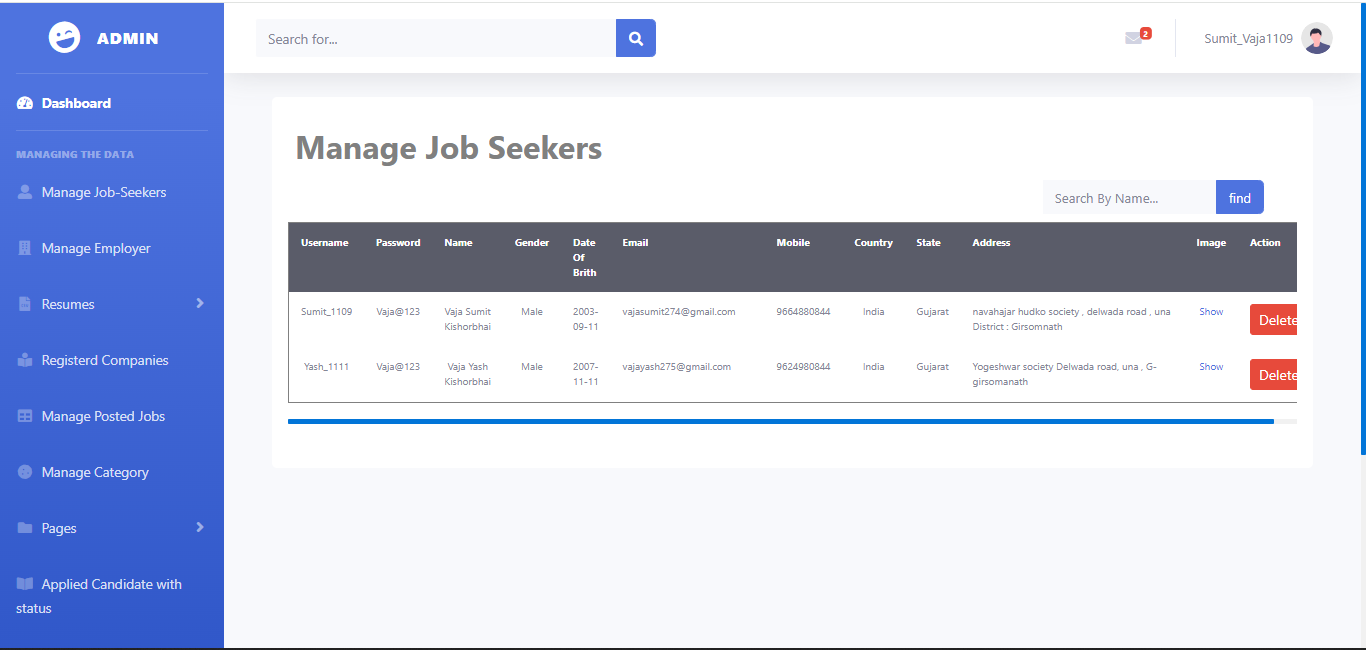 ADMIN
Search for...
2
Sumit_Vaja1109
Dashboard
MANAGING THE DATA
Manage Job-Seekers
Manage Employer
Resumes
Registerd Companies
Manage Posted Jobs
Manage Category
Pages
Applied Candidate with
status
Manage Job Seekers
Search By Name...
find
Username Password Name Gender Date Of Brith Email Mobile Country State Address Image Action
Sumit_1109 Vaja@123 Vaja Sumit Kishorbhai Male 2003-09-11 vajasumit274@gmail.com 9664880844 India Gujarat navahajar hudko society , delwada road , una District : Girsomnath Show Delete
Yash_1111 Vaja@123 Vaja Yash Kishorbhai Male 2007-11-11 vajayash275@gmail.com 9624980844 India Gujarat Yogeshwar society Delwada road, una , G-girsomanath Show Delete